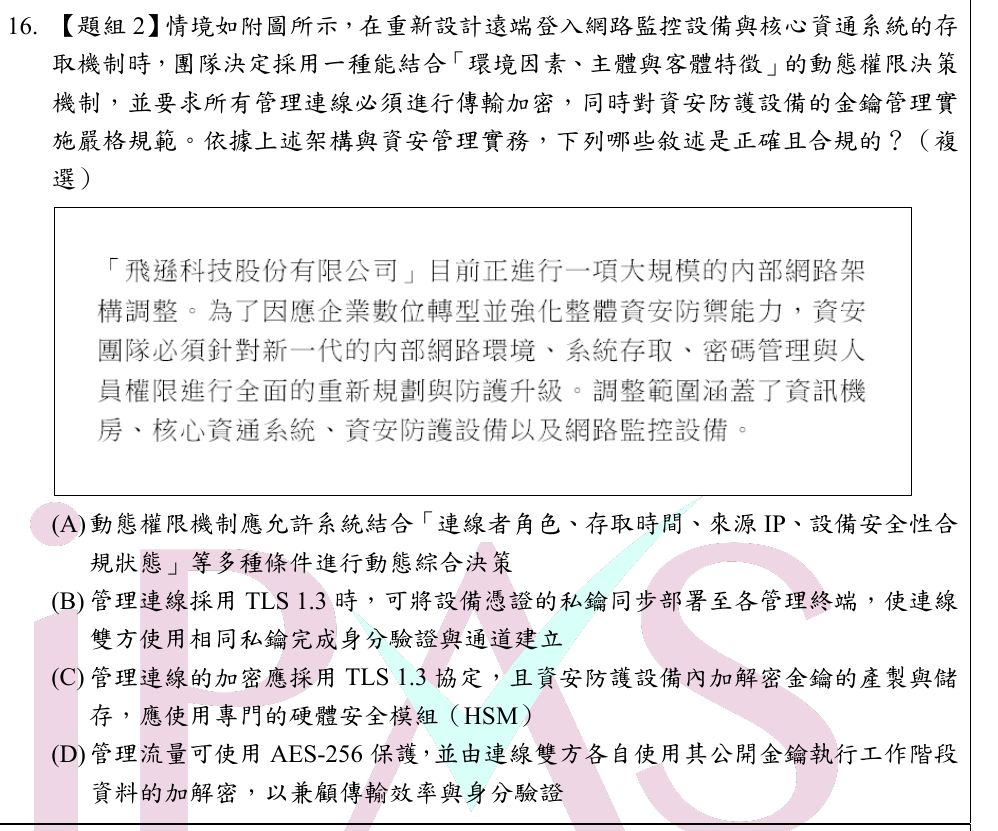 16. 【題組 2】情境如附圖所示，在重新設計遠端登入網路監控設備與核心資通系統的存
取機制時，團隊決定採用一種能結合「環境因素、主體與客體特徵」的動態權限決策
機制，並要求所有管理連線必須進行傳輸加密，同時對資安防護設備的金鑰管理實
施嚴格規範。依據上述架構與資安管理實務，下列哪些敘述是正確且合規的？（複
選）
「飛遜科技股份有限公司」目前正進行一項大規模的內部網路架
構調整。為了因應企業數位轉型並強化整體資安防禦能力，資安
團隊必須針對新一代的內部網路環境、系統存取、密碼管理與人
員權限進行全面的重新規劃與防護升級。調整範圍涵蓋了資訊機
房、核心資通系統、資安防護設備以及網路監控設備。
(A)動態權限機制應允許系統結合「連線者角色、存取時間、來源 IP、設備安全性合
規狀態」等多種條件進行動態綜合決策
(B)管理連線採用 TLS 1.3 時，可將設備憑證的私鑰同步部署至各管理終端，使連線
雙方使用相同私鑰完成身分驗證與通道建立
(C)管理連線的加密應採用 TLS 1.3 協定，且資安防護設備內加解密金鑰的產製與儲
存，應使用專門的硬體安全模組（HSM）
(D)管理流量可使用 AES-256 保護，並由連線雙方各自使用其公開金鑰執行工作階段
資料的加解密，以兼顧傳輸效率與身分驗證
iPAS